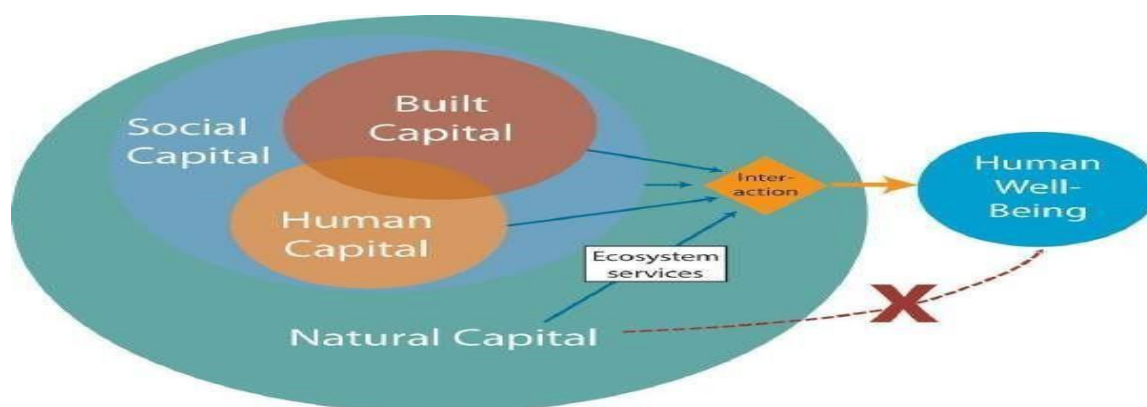 Built
Capital
Social
Capital
Human
Capital
Inter-
action
Human
Well-
Being
Ecosystem
services
Natural Capital
X